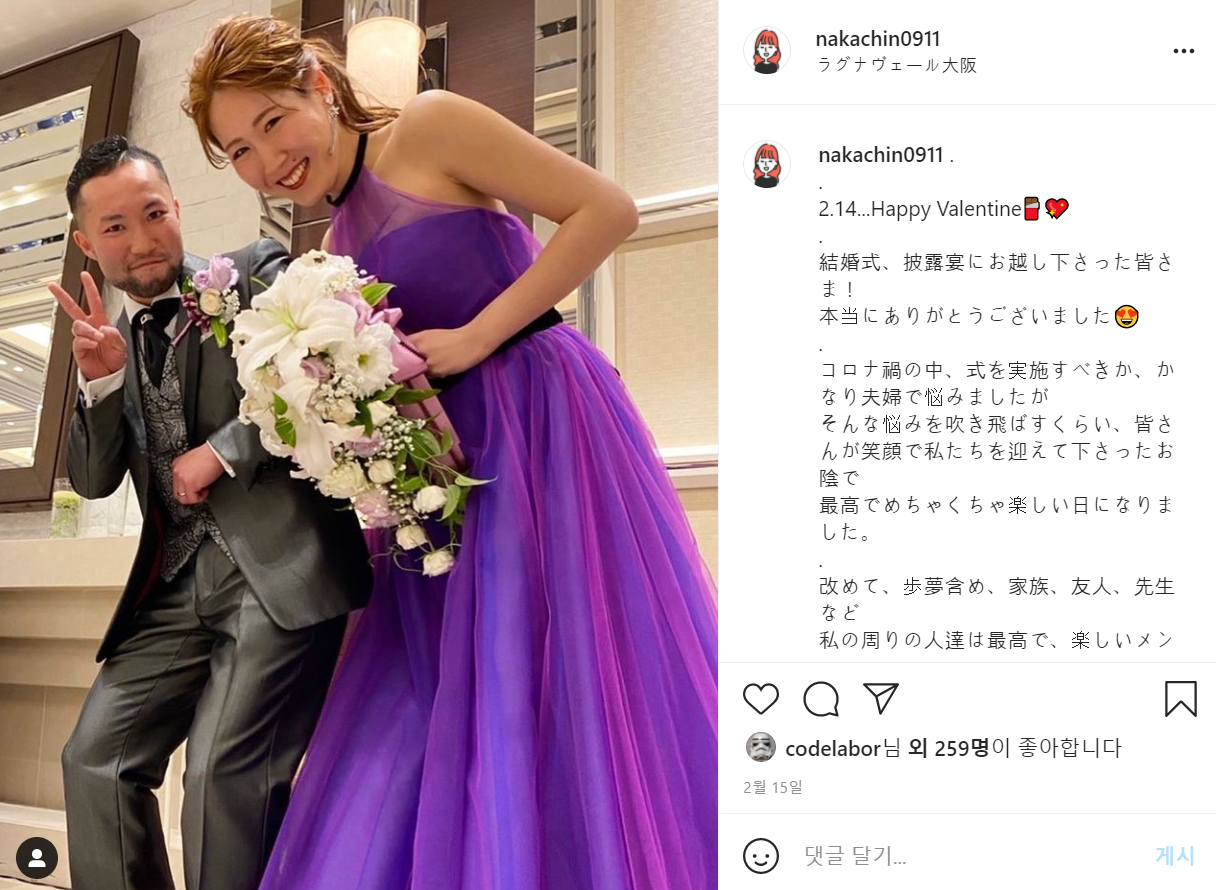 nakachin0911
ラグナヴェール大阪
nakachin0911 .
.
2.14...Happy Valentine🍫💖
.
結婚式、披露宴にお越し下さった皆さ
ま！
本当にありがとうございました😍
.
コロナ禍の中、式を実施すべきか、か
なり夫婦で悩みましたが
そんな悩みを吹き飛ばすくらい、皆さ
んが笑顔で私たちを迎えて下さったお
陰で
最高でめちゃくちゃ楽しい日になりま
した。
.
改めて、歩夢含め、家族、友人、先生
など
私の周りの人達は最高で、楽しいメン
codelabor님 외 259명이 좋아합니다
2월 15일
댓글 달기...
게시